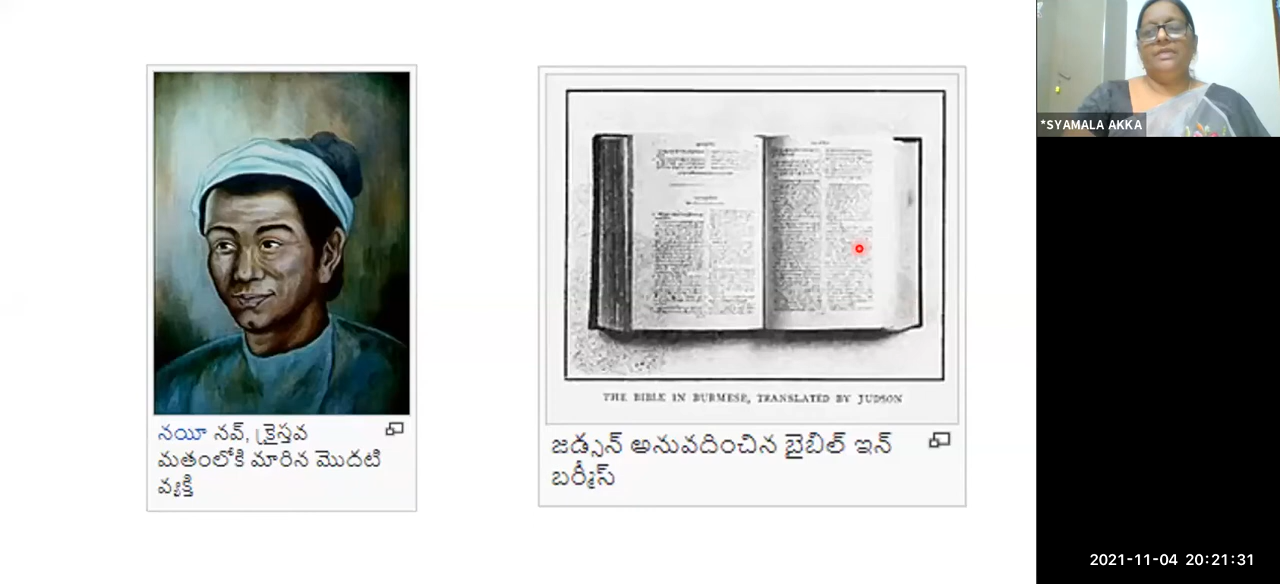 నయీ నవ్, క్రైస్తవ
మతంలోకి మారిన మొదటి
వ్యక్తి
THE BIBLE IN BURMESE, TRANSLATED BY JUDSON
జడ్సన్ అనువదించిన బైబిల్ ఇన్
బర్మీస్
*SYAMALA AKKA
2021-11-04 20:21:31